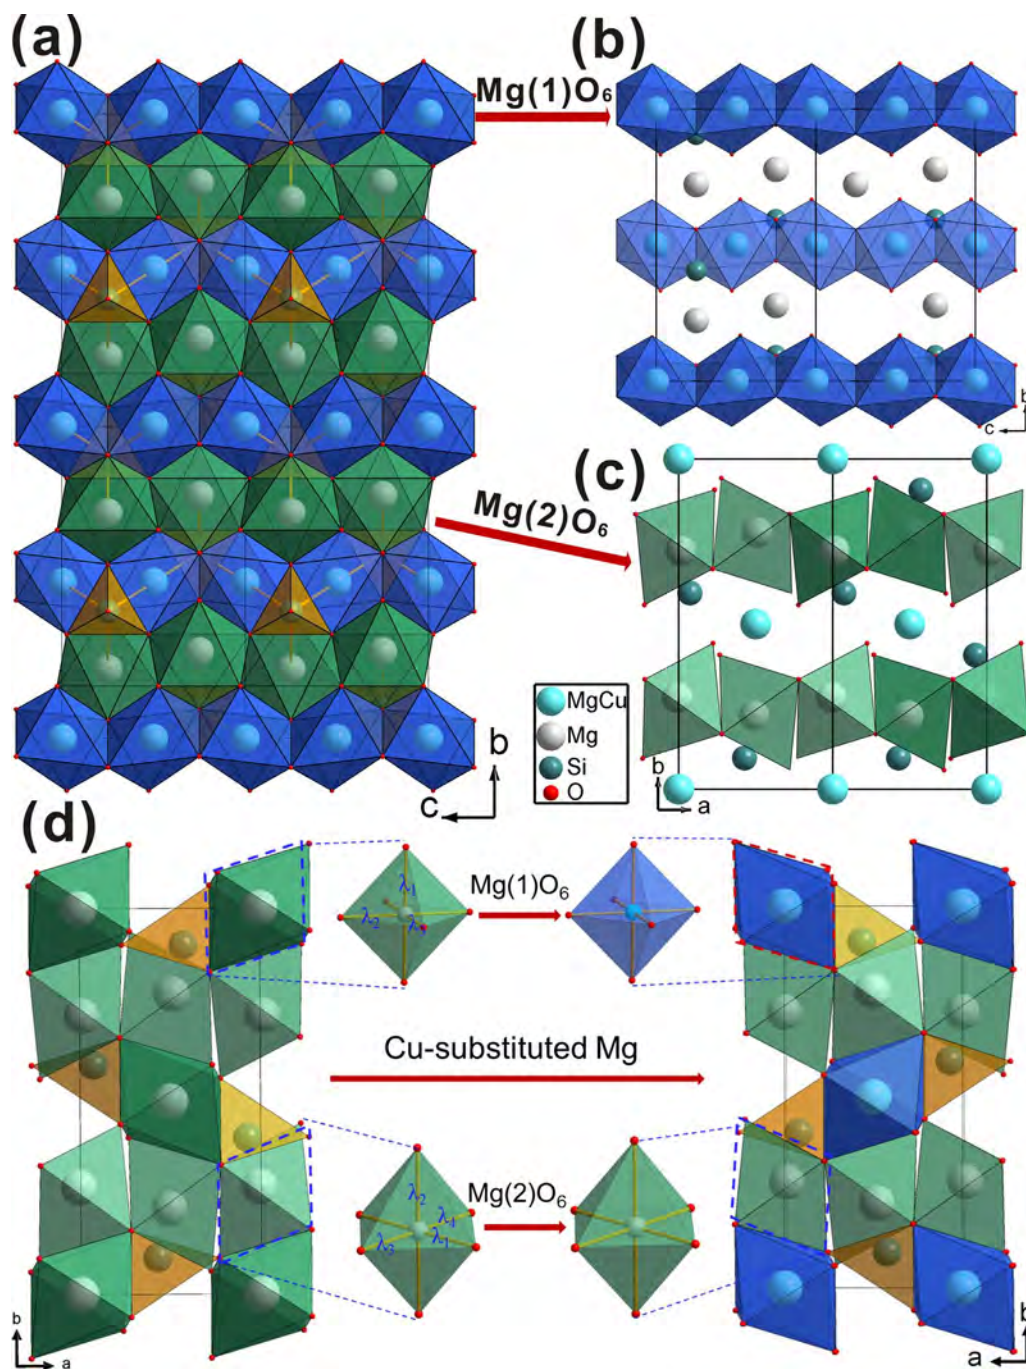 (a)
Mg(1)O₆
(b)
b
c
(c)
Mg(2)O₆
b
a
MgCu
Mg
Si
O
b
c
(d)
λ₁
λ₂
Mg(1)O₆
Cu-substituted Mg
λ₂
λ₄
λ₃
λ₁
Mg(2)O₆
b
a
b
a